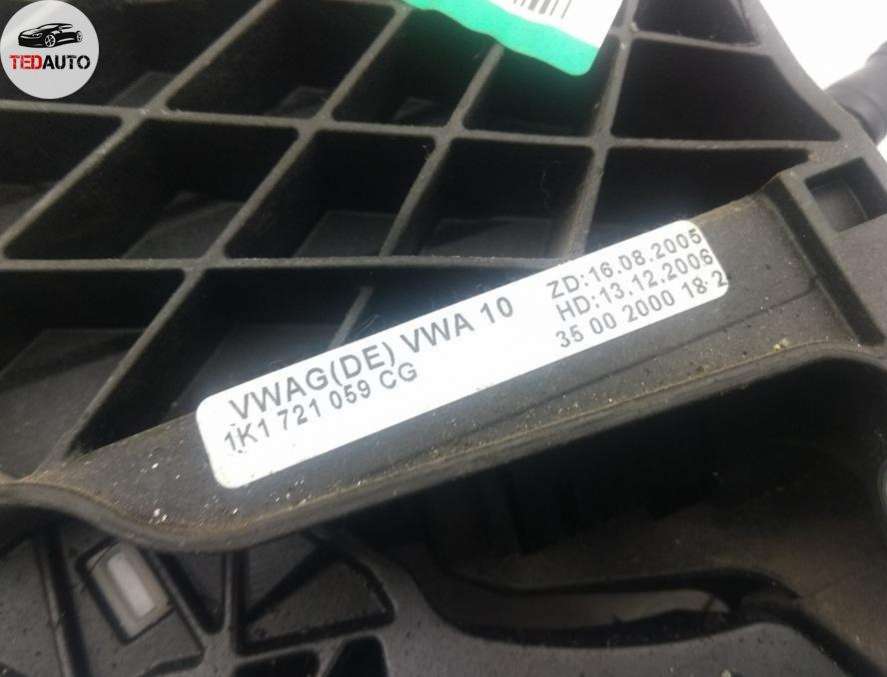 TEDAUTO
VWAG(DE) VWA 10
1K1 721 059 CG
ZD:16.08.2005
HD:13.12.2006
35 00 2000 18 2